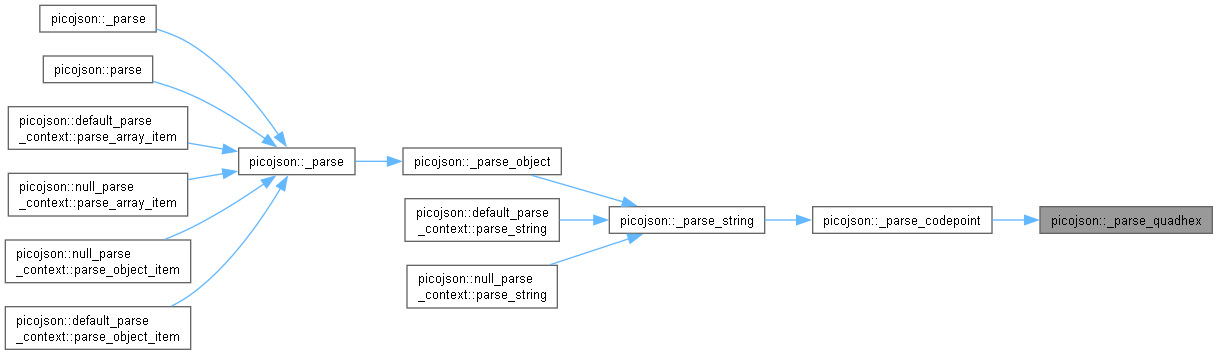 picojson::_parse
picojson::parse
picojson::default_parse
_context::parse_array_item
picojson::null_parse
_context::parse_array_item
picojson::null_parse
_context::parse_object_item
picojson::default_parse
_context::parse_object_item
picojson::_parse
picojson::_parse_object
picojson::default_parse
_context::parse_string
picojson::null_parse
_context::parse_string
picojson::_parse_string
picojson::_parse_codepoint
picojson::_parse_quadhex